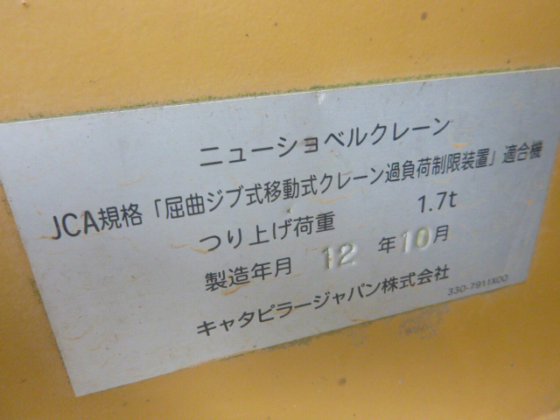 ニューショベルクレーン
JCA規格「屈曲ジブ式移動式クレーン過負荷制限装置」適合機
つり上げ荷重 1.7t
製造年月 12 年 10 月
キャタピラージャパン株式会社
330-7911X00